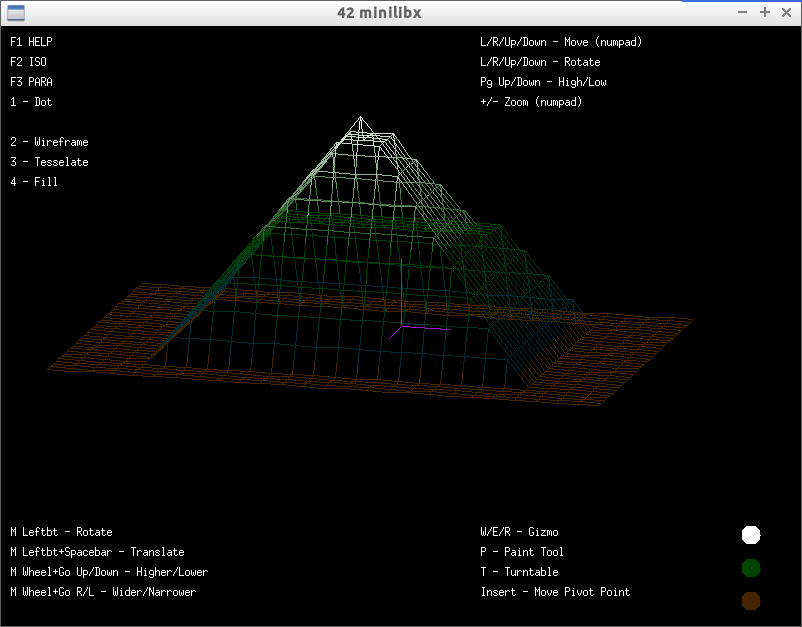 42 minilibx
F1 HELP
F2 ISO
F3 PARA
1 - Dot
2 - Wireframe
3 - Tesselate
4 - Fill
L/R/Up/Down - Move (numpad)
L/R/Up/Down - Rotate
Pg Up/Down - High/Low
+/- Zoom (numpad)
M Leftbt - Rotate
M Leftbt+Spacebar - Translate
M Wheel+Go Up/Down - Higher/Lower
M Wheel+Go R/L - Wider/Narrower
W/E/R - Gizmo
P - Paint Tool
T - Turntable
Insert - Move Pivot Point